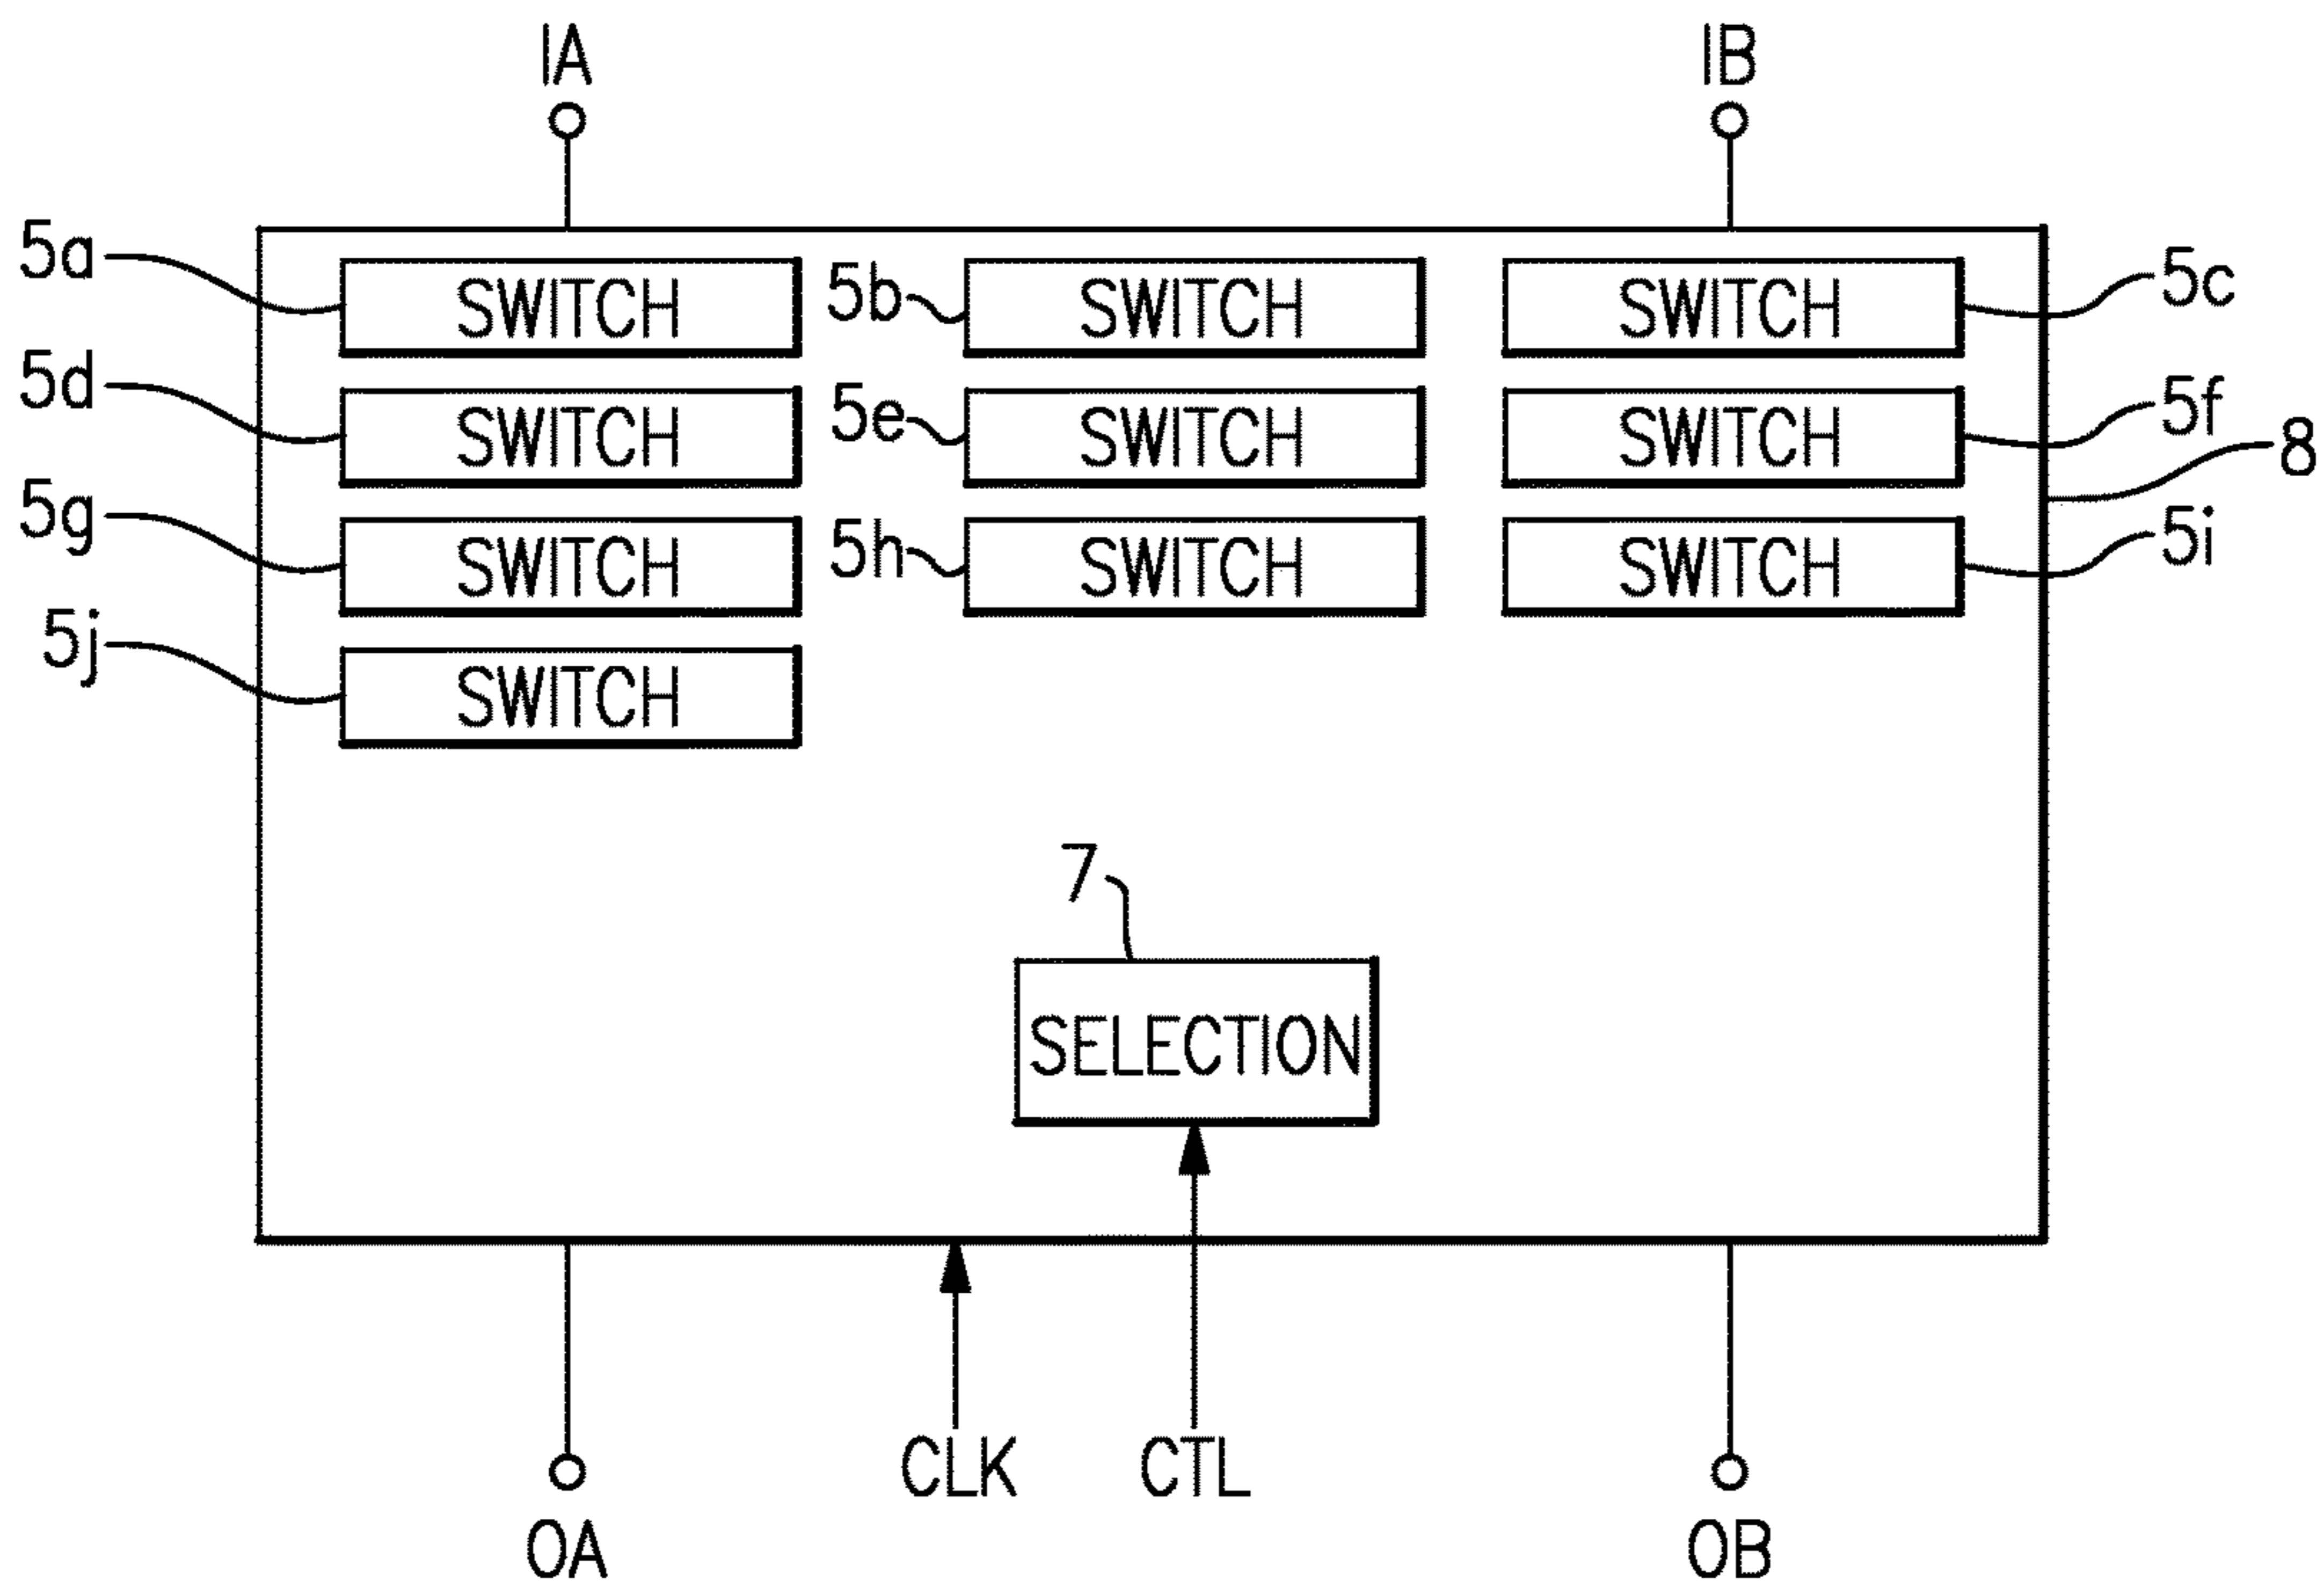 IA IB
5a SWITCH 5b SWITCH SWITCH 5c
5d SWITCH 5e SWITCH SWITCH 5f
8
5g SWITCH 5h SWITCH SWITCH 5i
5j SWITCH
7
SELECTION
CLK CTL
OA OB